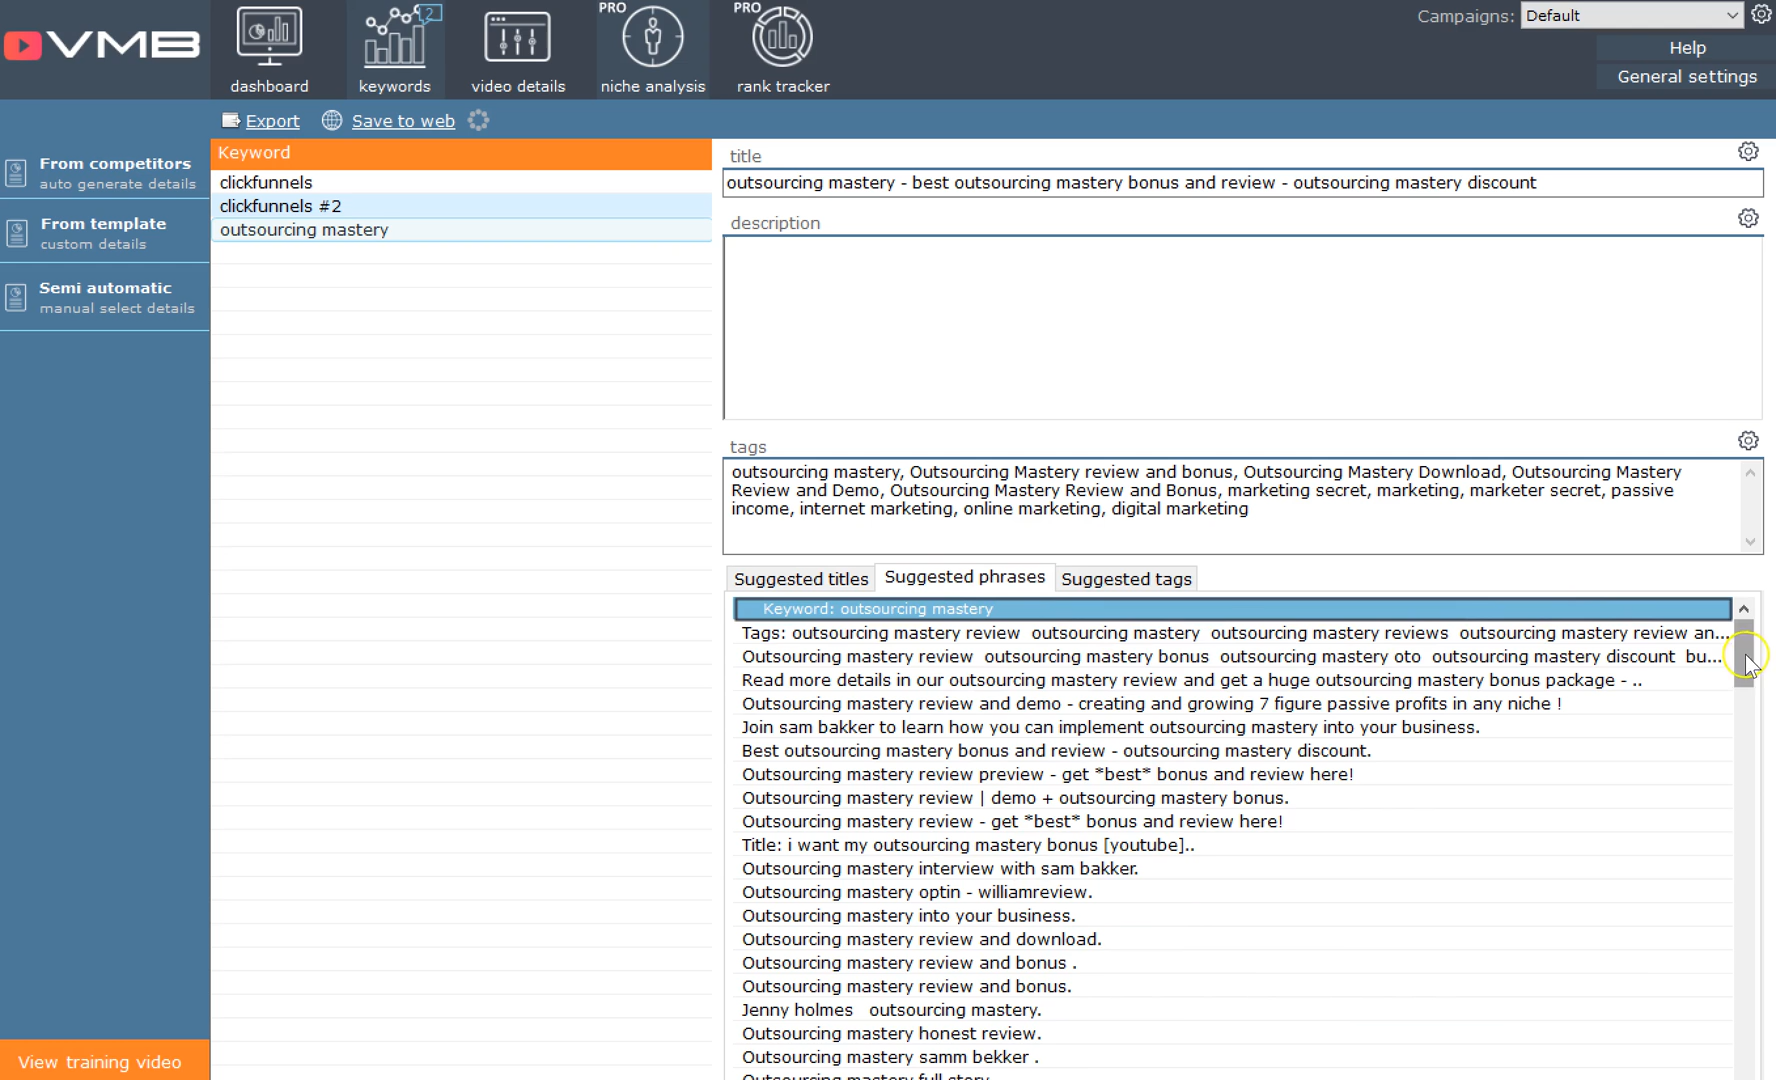 VMB
dashboard
2
keywords
video details
PRO
niche analysis
PRO
rank tracker
Campaigns: Default
Help
General settings
Export
Save to web
From competitors
auto generate details
From template
custom details
Semi automatic
manual select details
View training video
Keyword
clickfunnels
clickfunnels #2
outsourcing mastery
title
outsourcing mastery - best outsourcing mastery bonus and review - outsourcing mastery discount
description
tags
outsourcing mastery, Outsourcing Mastery review and bonus, Outsourcing Mastery Download, Outsourcing Mastery
Review and Demo, Outsourcing Mastery Review and Bonus, marketing secret, marketing, marketer secret, passive
income, internet marketing, online marketing, digital marketing
Suggested titles
Suggested phrases
Suggested tags
Keyword: outsourcing mastery
Tags: outsourcing mastery review outsourcing mastery outsourcing mastery reviews outsourcing mastery review an...
Outsourcing mastery review outsourcing mastery bonus outsourcing mastery oto outsourcing mastery discount bu...
Read more details in our outsourcing mastery review and get a huge outsourcing mastery bonus package - ..
Outsourcing mastery review and demo - creating and growing 7 figure passive profits in any niche !
Join sam bakker to learn how you can implement outsourcing mastery into your business.
Best outsourcing mastery bonus and review - outsourcing mastery discount.
Outsourcing mastery review preview - get *best* bonus and review here!
Outsourcing mastery review | demo + outsourcing mastery bonus.
Outsourcing mastery review - get *best* bonus and review here!
Title: i want my outsourcing mastery bonus [youtube]..
Outsourcing mastery interview with sam bakker.
Outsourcing mastery optin - williamreview.
Outsourcing mastery into your business.
Outsourcing mastery review and download.
Outsourcing mastery review and bonus .
Outsourcing mastery review and bonus.
Jenny holmes outsourcing mastery.
Outsourcing mastery honest review.
Outsourcing mastery samm bekker .
Outsourcing mastery full story